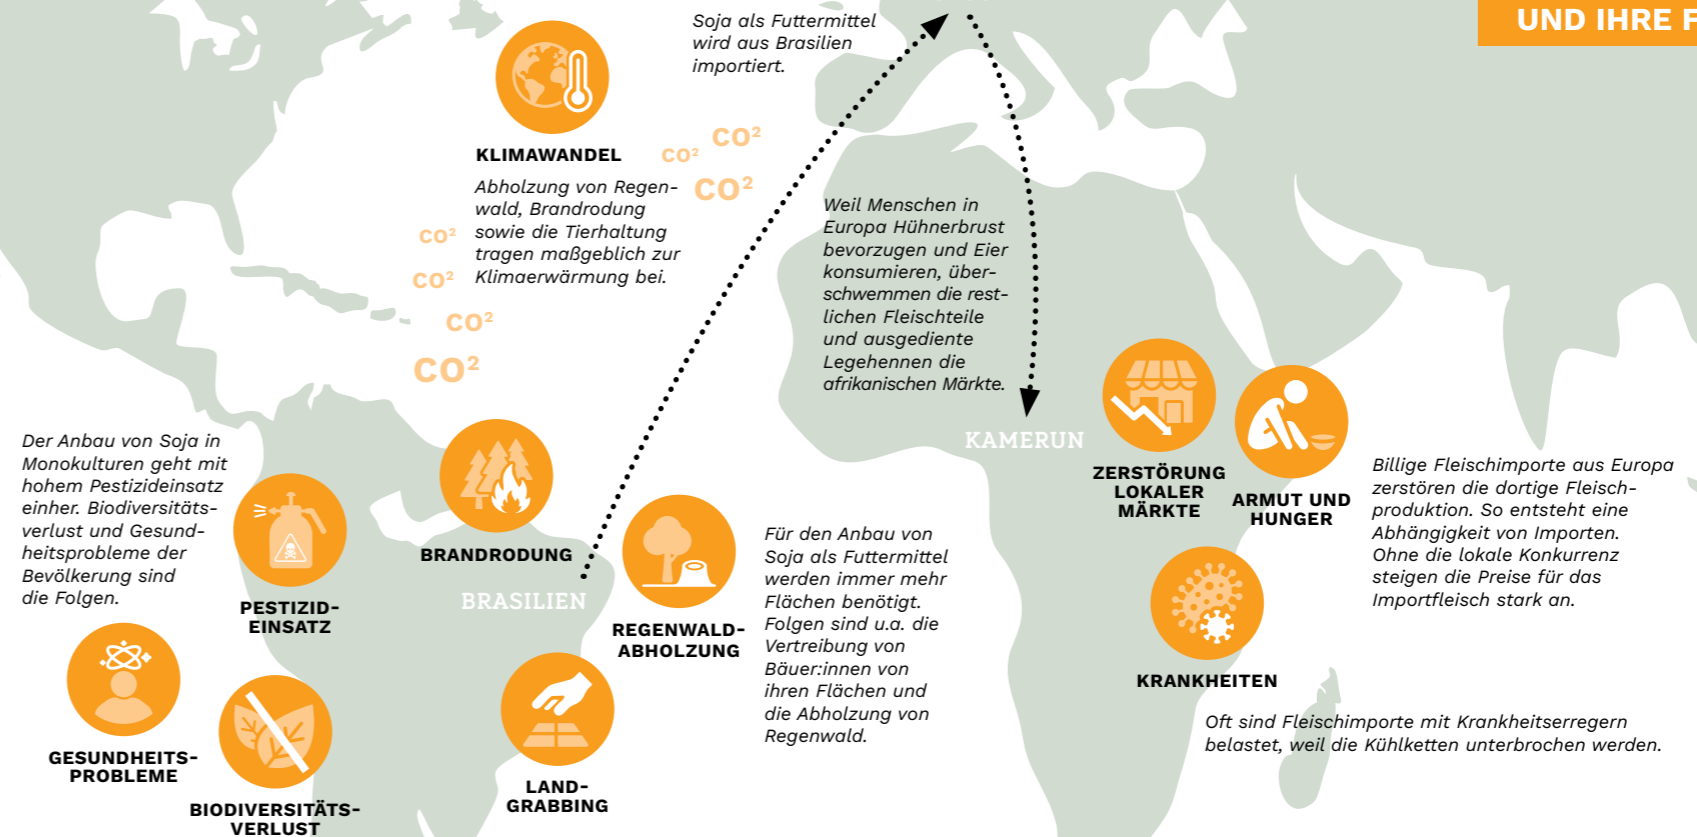 UND IHRE F
Soja als Futtermittel
wird aus Brasilien
importiert.
KLIMAWANDEL
Abholzung von Regen-
wald, Brandrodung
sowie die Tierhaltung
tragen maßgeblich zur
Klimaerwärmung bei.
CO²
CO²
CO²
CO²
CO²
CO²
CO²
Weil Menschen in
Europa Hühnerbrust
bevorzugen und Eier
konsumieren, über-
schwemmen die rest-
lichen Fleischteile
und ausgediente
Legehennen die
afrikanischen Märkte.
Der Anbau von Soja in
Monokulturen geht mit
hohem Pestizideinsatz
einher. Biodiversitäts-
verlust und Gesund-
heitsprobleme der
Bevölkerung sind
die Folgen.
PESTIZID-
EINSATZ
BRANDRODUNG
BRASILIEN
REGENWALD-
ABHOLZUNG
Für den Anbau von
Soja als Futtermittel
werden immer mehr
Flächen benötigt.
Folgen sind u.a. die
Vertreibung von
Bäuer:innen von
ihren Flächen und
die Abholzung von
Regenwald.
GESUNDHEITS-
PROBLEME
BIODIVERSITÄTS-
VERLUST
LAND-
GRABBING
KAMERUN
ZERSTÖRUNG
LOKALER
MÄRKTE
ARMUT UND
HUNGER
Billige Fleischimporte aus Europa
zerstören die dortige Fleisch-
produktion. So entsteht eine
Abhängigkeit von Importen.
Ohne die lokale Konkurrenz
steigen die Preise für das
Importfleisch stark an.
KRANKHEITEN
Oft sind Fleischimporte mit Krankheitserregern
belastet, weil die Kühlketten unterbrochen werden.